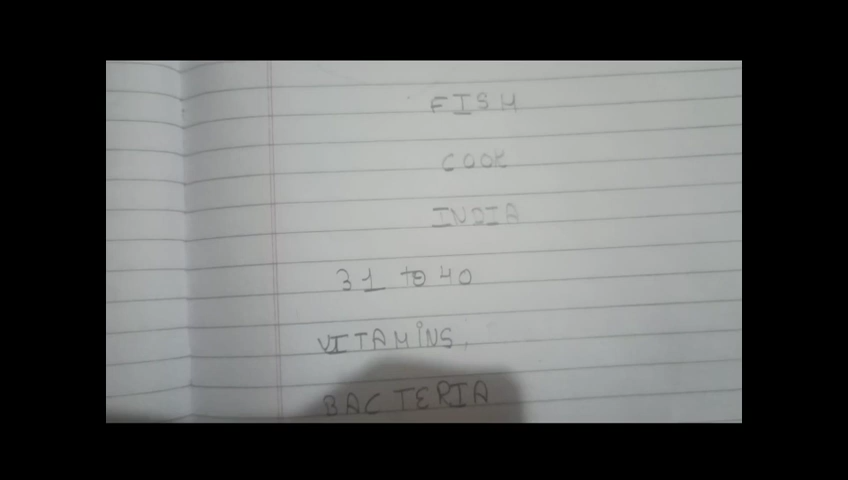 FISH
COOK
INDIA
31 to 40
VITAMINS,
BACTERIA